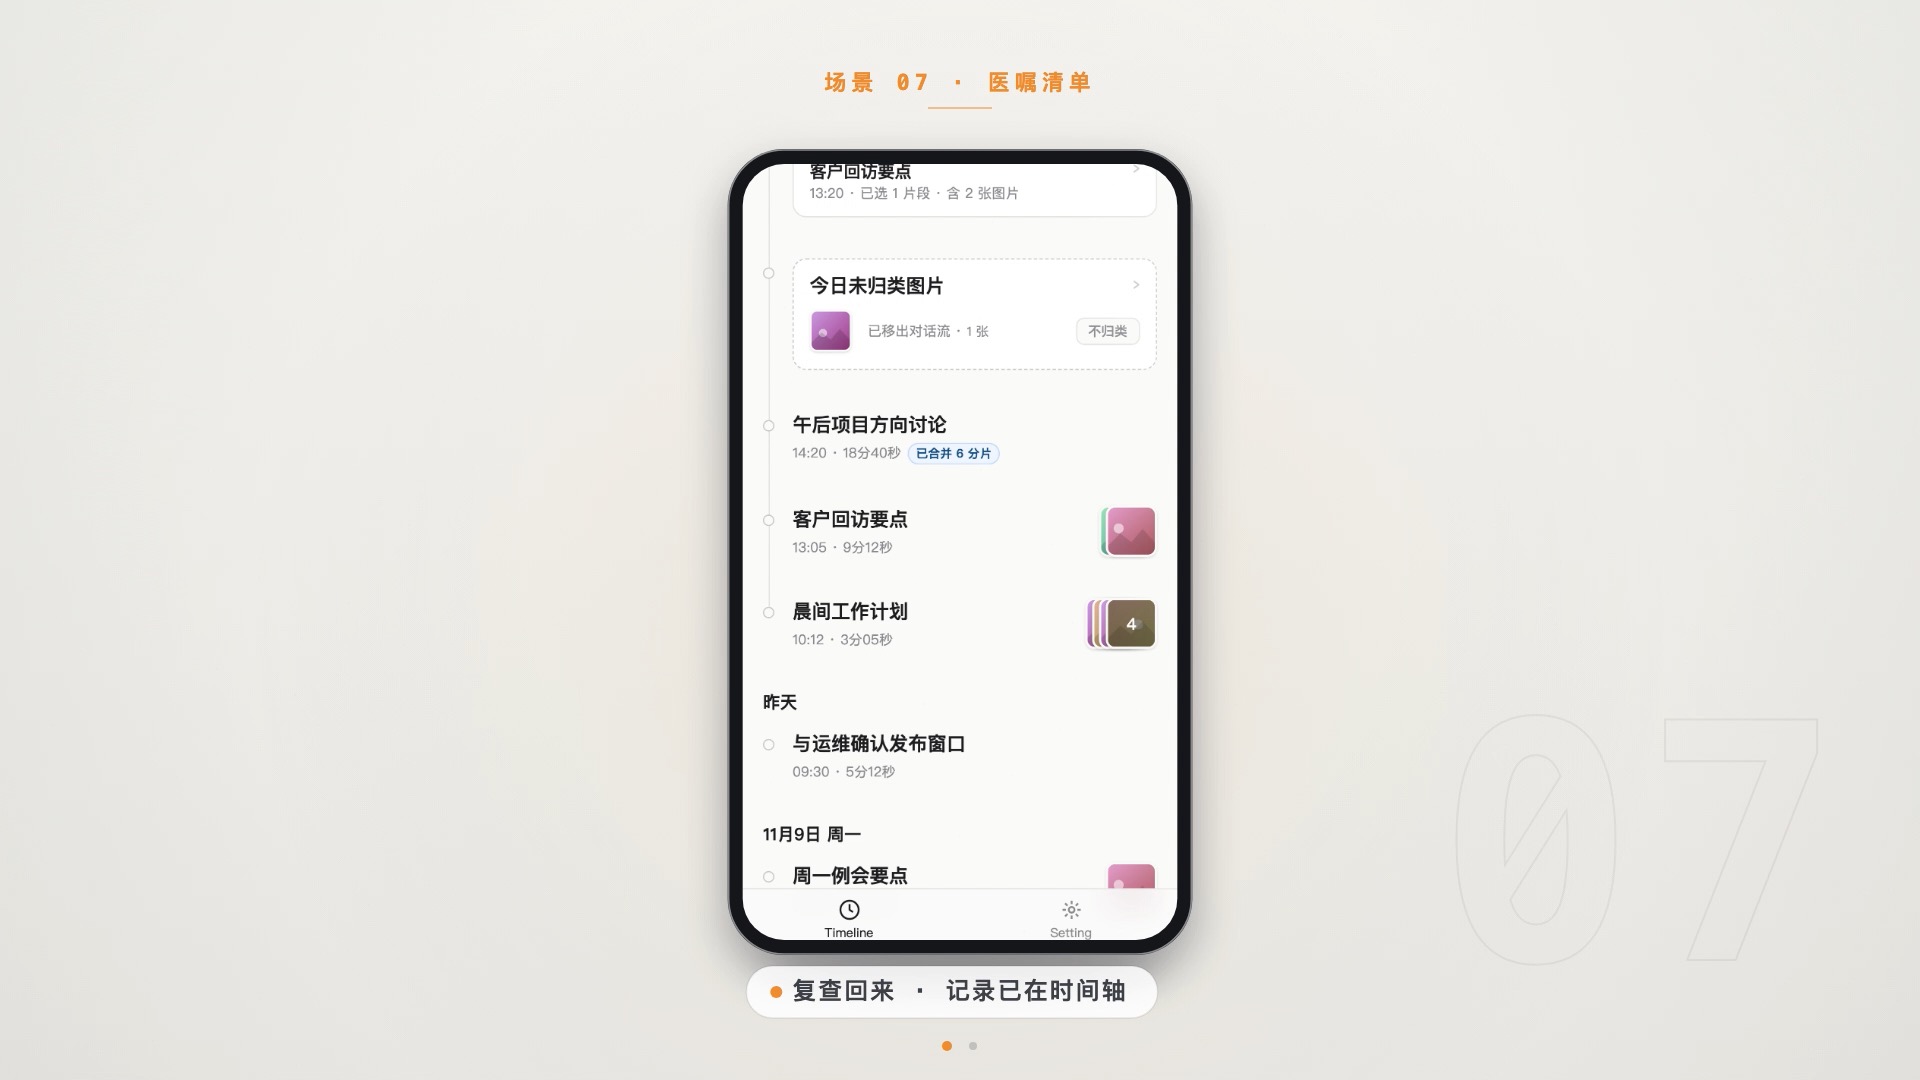 场景 07 · 医嘱清单
客户回访要点
13:20 · 已选 1 片段 · 含 2 张图片
今日未归类图片
已移出对话流 · 1 张
不归类
午后项目方向讨论
14:20 · 18分40秒 已合并 6 分片
客户回访要点
13:05 · 9分12秒
晨间工作计划
10:12 · 3分05秒
4
昨天
与运维确认发布窗口
09:30 · 5分12秒
11月9日 周一
周一例会要点
Timeline
Setting
复查回来 · 记录已在时间轴
07